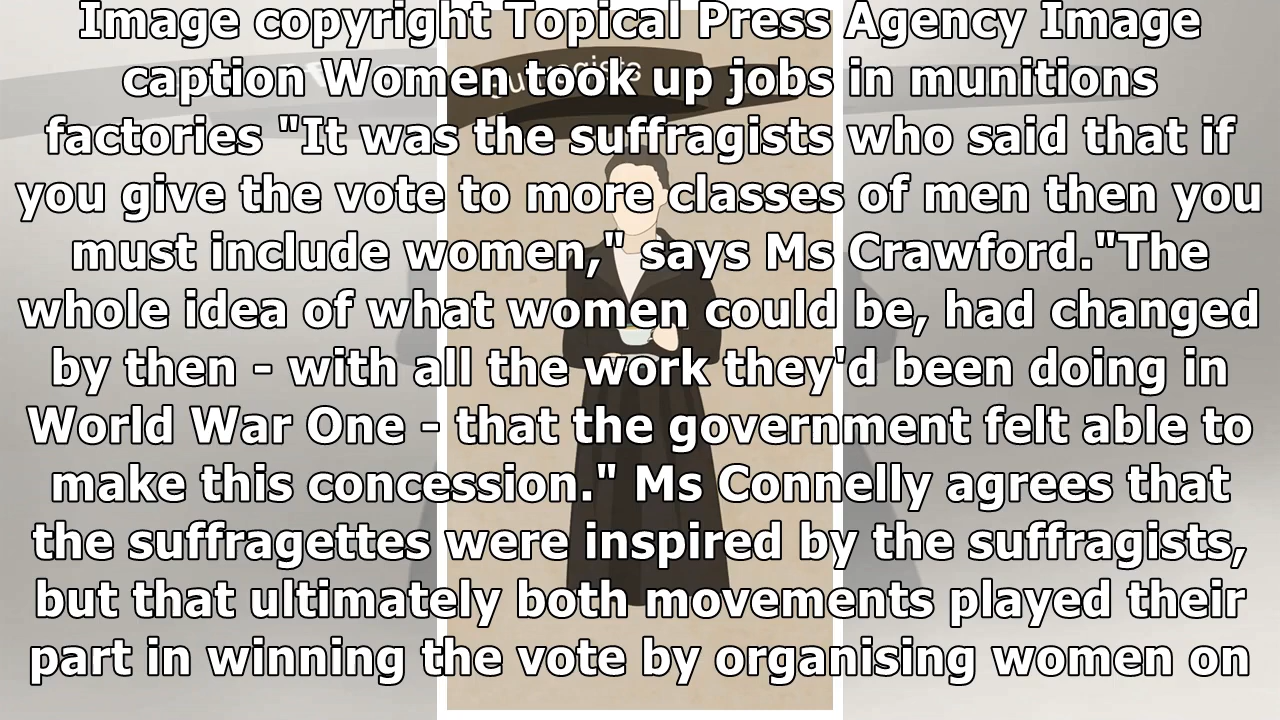 Image copyright Topical Press Agency Image
caption Women took up jobs in munitions
factories "It was the suffragists who said that if
you give the vote to more classes of men then you
must include women," says Ms Crawford."The
whole idea of what women could be, had changed
by then - with all the work they'd been doing in
World War One - that the government felt able to
make this concession." Ms Connelly agrees that
the suffragettes were inspired by the suffragists,
but that ultimately both movements played their
part in winning the vote by organising women on
Suffragists